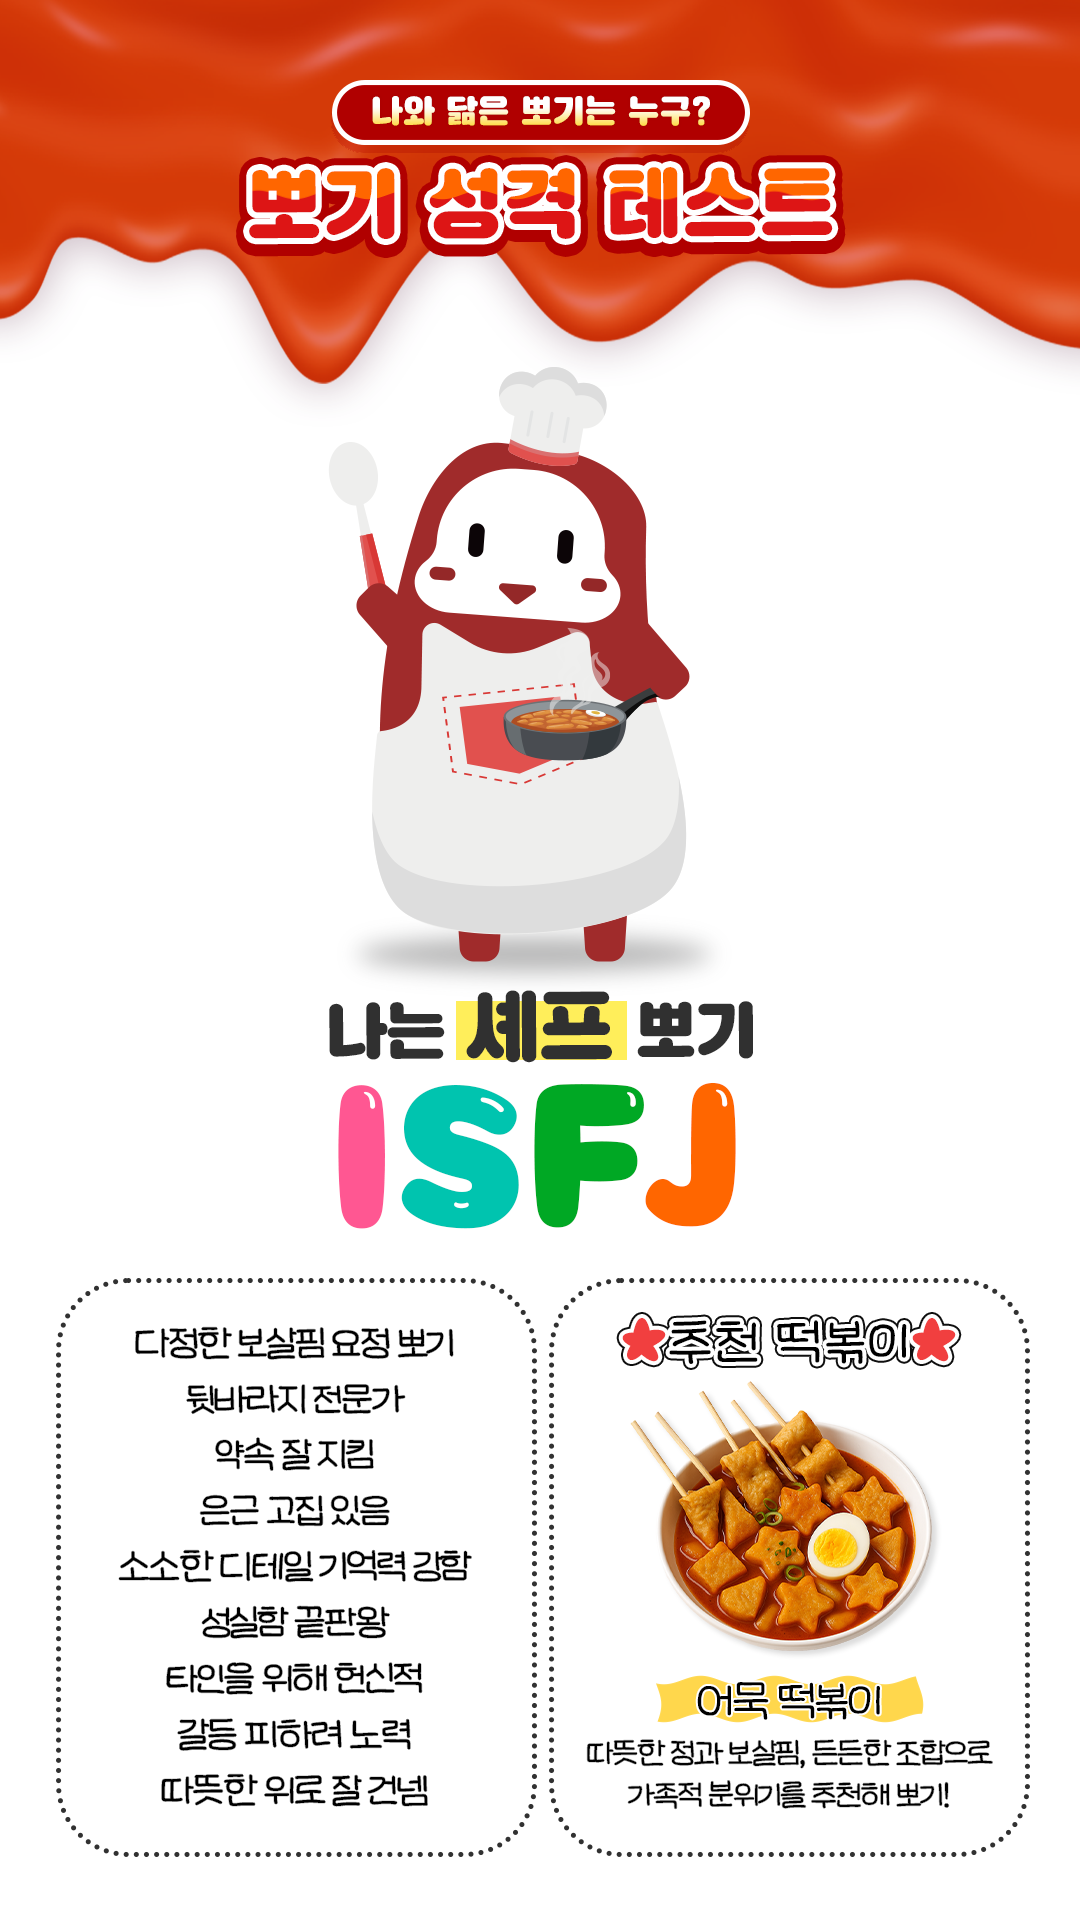 나와 닮은 뽀기는 누구?
뽀기 성격 테스트
나는 셰프 뽀기
ISFJ
다정한 보살핌 요정 뽀기
뒷바라지 전문가
약속 잘 지킴
은근 고집 있음
소소한 디테일 기억력 강함
성실함 끝판왕
타인을 위해 헌신적
갈등 피하려 노력
따뜻한 위로 잘 건넴
추천 떡볶이
어묵 떡볶이
따뜻한 정과 보살핌, 든든한 조합으로
가족적 분위기를 추천해 뽀기!